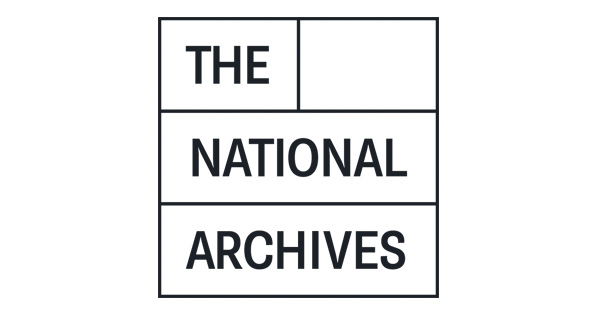 THE
NATIONAL
ARCHIVES